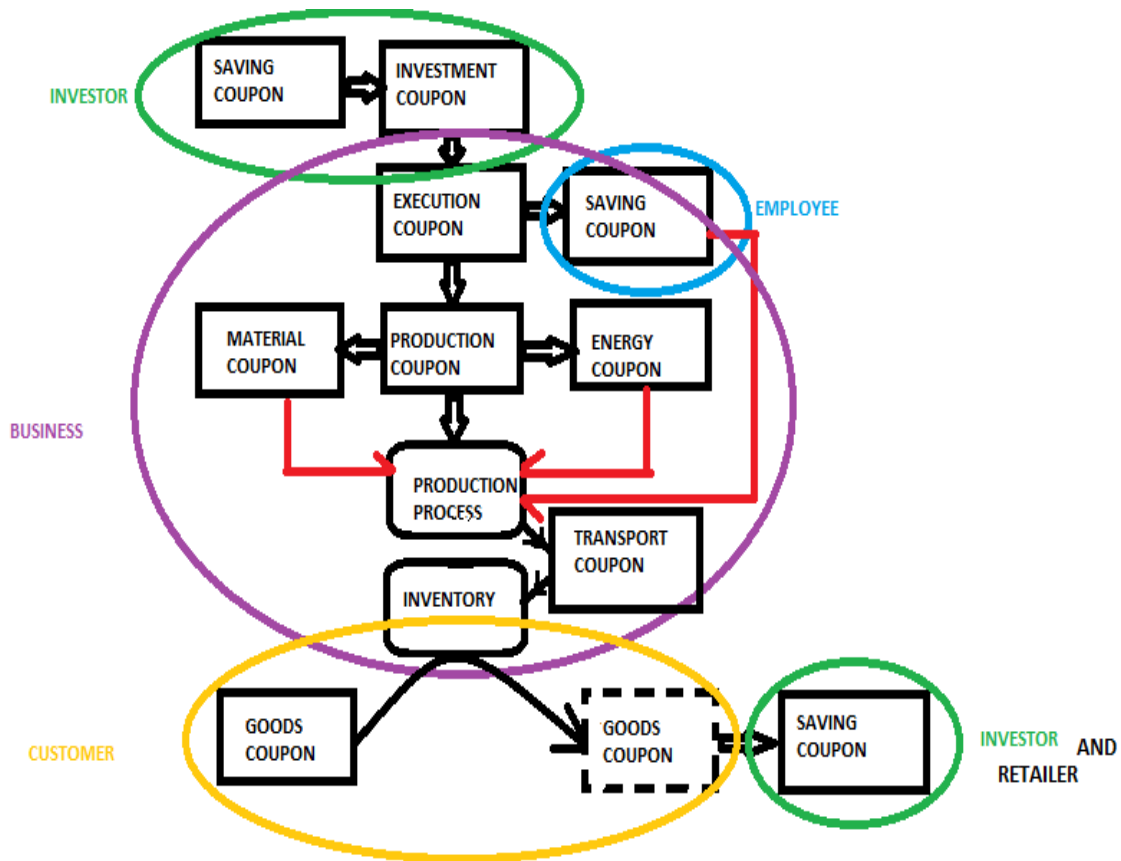 SAVING
COUPON
INVESTMENT
COUPON
INVESTOR
EXECUTION
COUPON
SAVING
COUPON
EMPLOYEE
MATERIAL
COUPON
PRODUCTION
COUPON
ENERGY
COUPON
BUSINESS
PRODUCTION
PROCESS
TRANSPORT
COUPON
INVENTORY
GOODS
COUPON
GOODS
COUPON
SAVING
COUPON
CUSTOMER
INVESTOR AND
RETAILER